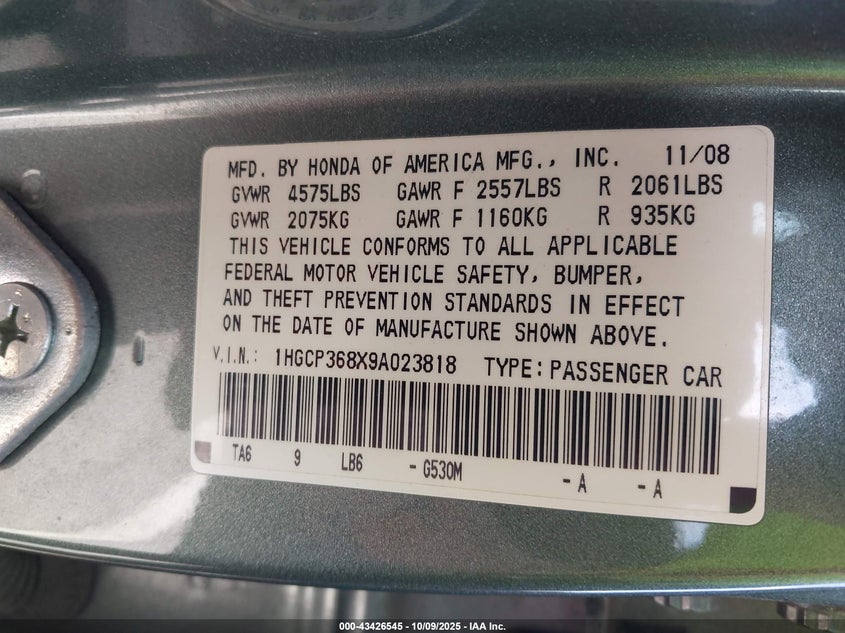 MFD. BY HONDA OF AMERICA MFG., INC. 11/08
GVWR 4575LBS GAWR F 2557LBS R 2061LBS
GVWR 2075KG GAWR F 1160KG R 935KG
THIS VEHICLE CONFORMS TO ALL APPLICABLE
FEDERAL MOTOR VEHICLE SAFETY, BUMPER,
AND THEFT PREVENTION STANDARDS IN EFFECT
ON THE DATE OF MANUFACTURE SHOWN ABOVE.
V.I.N.: 1HGCP368X9A023818 TYPE: PASSENGER CAR
TA6 9 LB6 - G530M - A - A
000-43426545 - 10/09/2025 - IAA Inc.